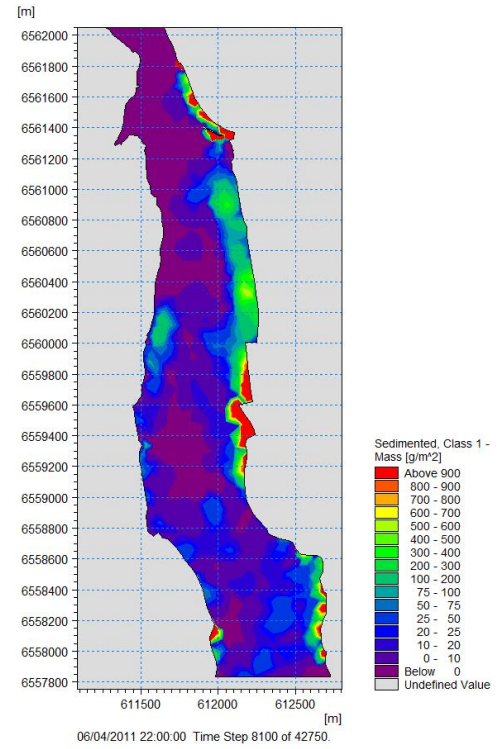 [m]
6562000
6561800
6561600
6561400
6561200
6561000
6560800
6560600
6560400
6560200
6560000
6559800
6559600
6559400
6559200
6559000
6558800
6558600
6558400
6558200
6558000
6557800
611500 612000 612500
[m]
06/04/2011 22:00:00 Time Step 8100 of 42750.
Sedimented, Class 1 -
Mass [g/m^2]
Above 900
800 - 900
700 - 800
600 - 700
500 - 600
400 - 500
300 - 400
200 - 300
100 - 200
75 - 100
50 - 75
25 - 50
20 - 25
10 - 20
0 - 10
Below 0
Undefined Value